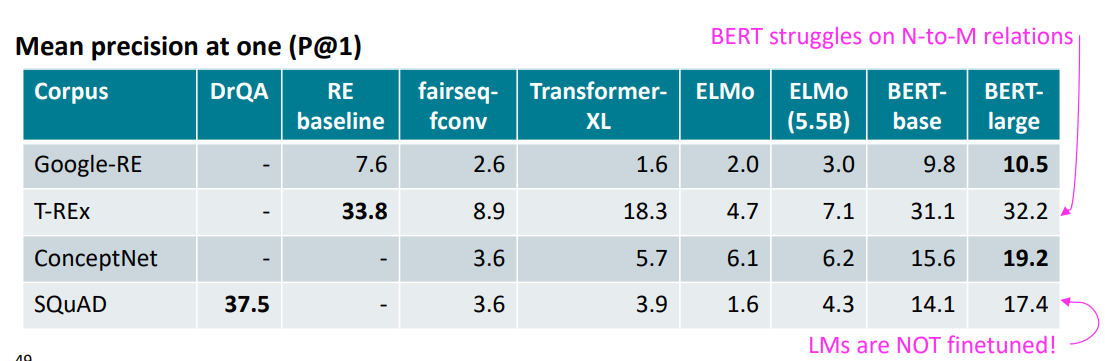 BERT struggles on N-to-M relations
Mean precision at one (P@1)
Corpus DrQA RE baseline fairseq-fconv Transformer-XL ELMo ELMo (5.5B) BERT-base BERT-large
Google-RE - 7.6 2.6 1.6 2.0 3.0 9.8 10.5
T-REx - 33.8 8.9 18.3 4.7 7.1 31.1 32.2
ConceptNet - - 3.6 5.7 6.1 6.2 15.6 19.2
SQuAD 37.5 - 3.6 3.9 1.6 4.3 14.1 17.4
LMs are NOT finetuned!
49